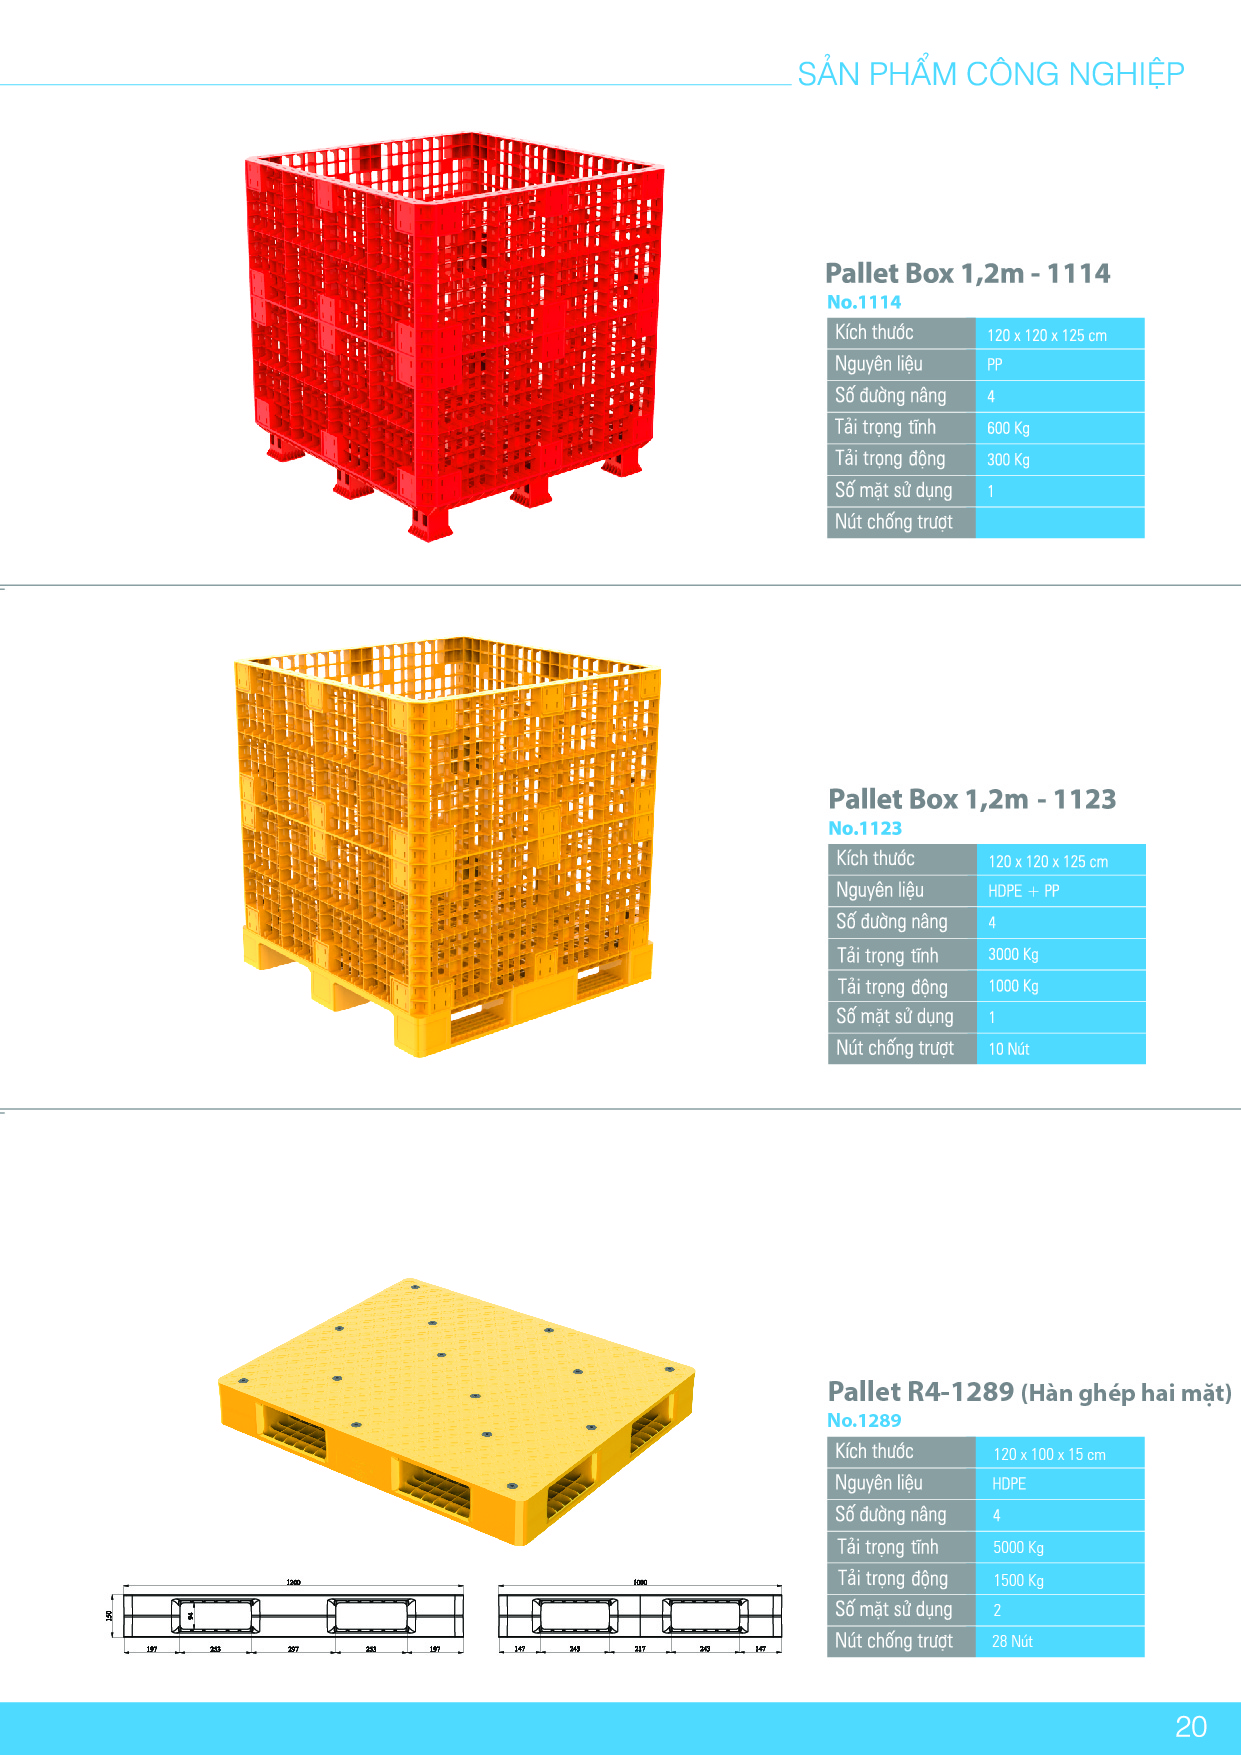 SẢN PHẨM CÔNG NGHIỆP
Pallet Box 1,2m - 1114
No.1114
Kích thước 120 x 120 x 125 cm
Nguyên liệu PP
Số đường nâng 4
Tải trọng tĩnh 600 Kg
Tải trọng động 300 Kg
Số mặt sử dụng 1
Nút chống trượt
Pallet Box 1,2m - 1123
No.1123
Kích thước 120 x 120 x 125 cm
Nguyên liệu HDPE + PP
Số đường nâng 4
Tải trọng tĩnh 3000 Kg
Tải trọng động 1000 Kg
Số mặt sử dụng 1
Nút chống trượt 10 Nút
Pallet R4-1289 (Hàn ghép hai mặt)
No.1289
Kích thước 120 x 100 x 15 cm
Nguyên liệu HDPE
Số đường nâng 4
Tải trọng tĩnh 5000 Kg
Tải trọng động 1500 Kg
Số mặt sử dụng 2
Nút chống trượt 28 Nút
1200
150
94
197 253 297 253 197
147 243 217 243 147
20